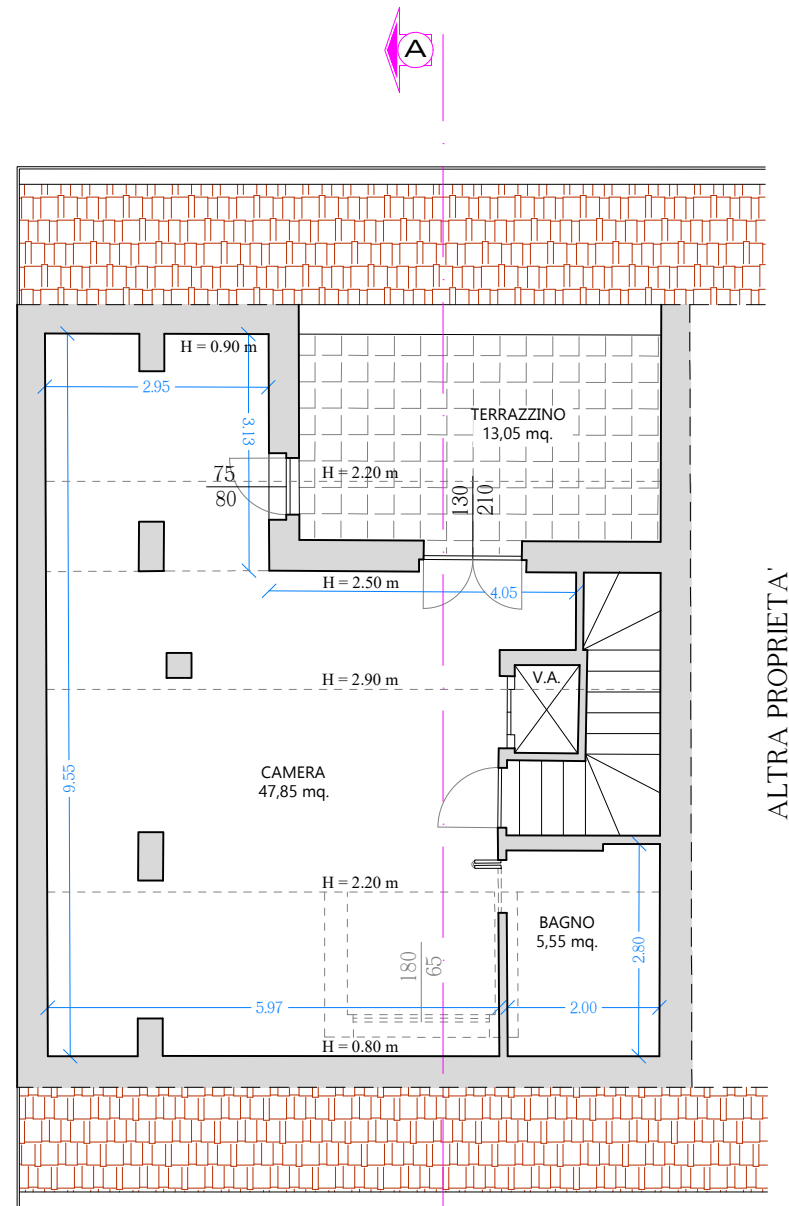 A
H = 0.90 m
2.95
3.13
TERRAZZINO
13,05 mq.
75
80
H = 2.20 m
130
210
H = 2.50 m
4.05
ALTRA PROPRIETA'
H = 2.90 m
V.A.
9.55
CAMERA
47,85 mq.
H = 2.20 m
BAGNO
5,55 mq.
180
65
2.80
5.97
2.00
H = 0.80 m